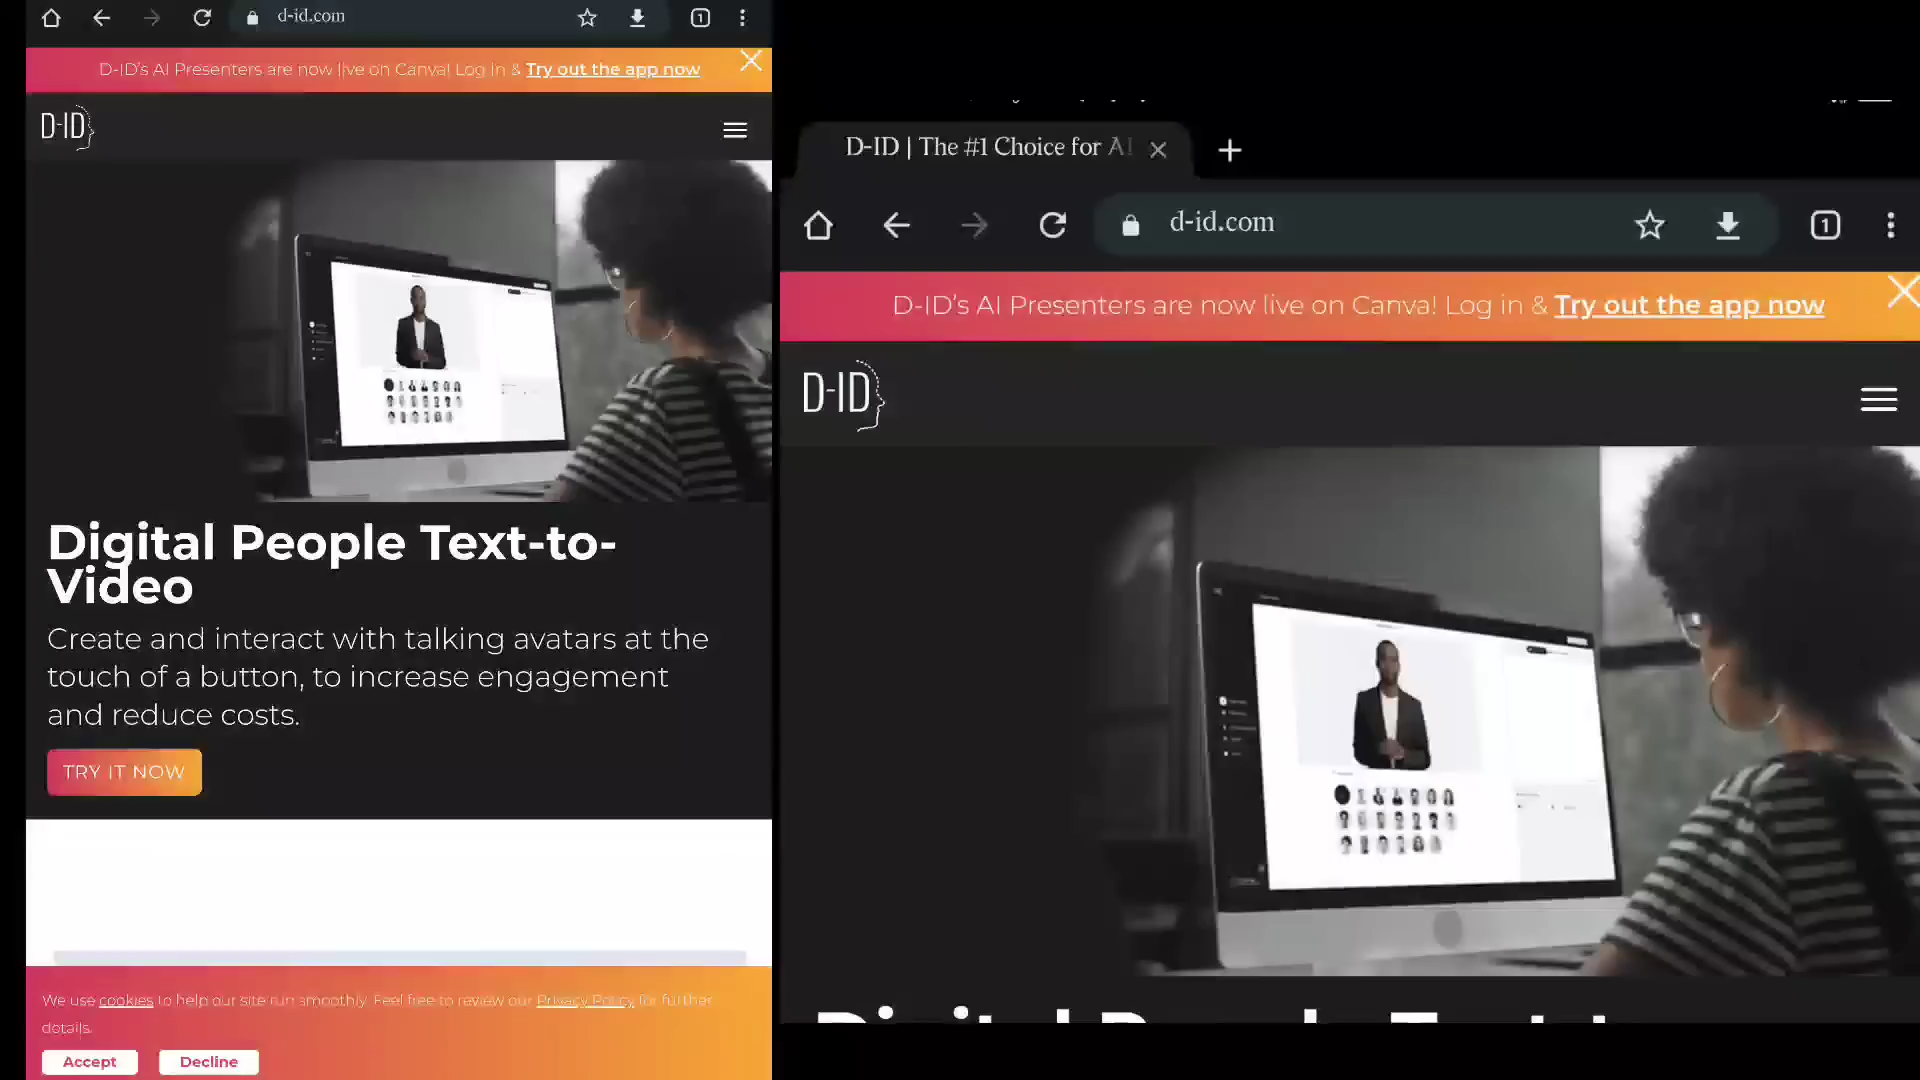 d-id.com
1
D-ID's AI Presenters are now live on Canva! Log in & Try out the app now
D-ID
Digital People Text-to-
Video
Create and interact with talking avatars at the
touch of a button, to increase engagement
and reduce costs.
TRY IT NOW
We use cookies to help our site run smoothly. Feel free to review our Privacy Policy for further
details.
Accept
Decline
D-ID | The #1 Choice for AI
d-id.com
1
D-ID's AI Presenters are now live on Canva! Log in & Try out the app now
D-ID